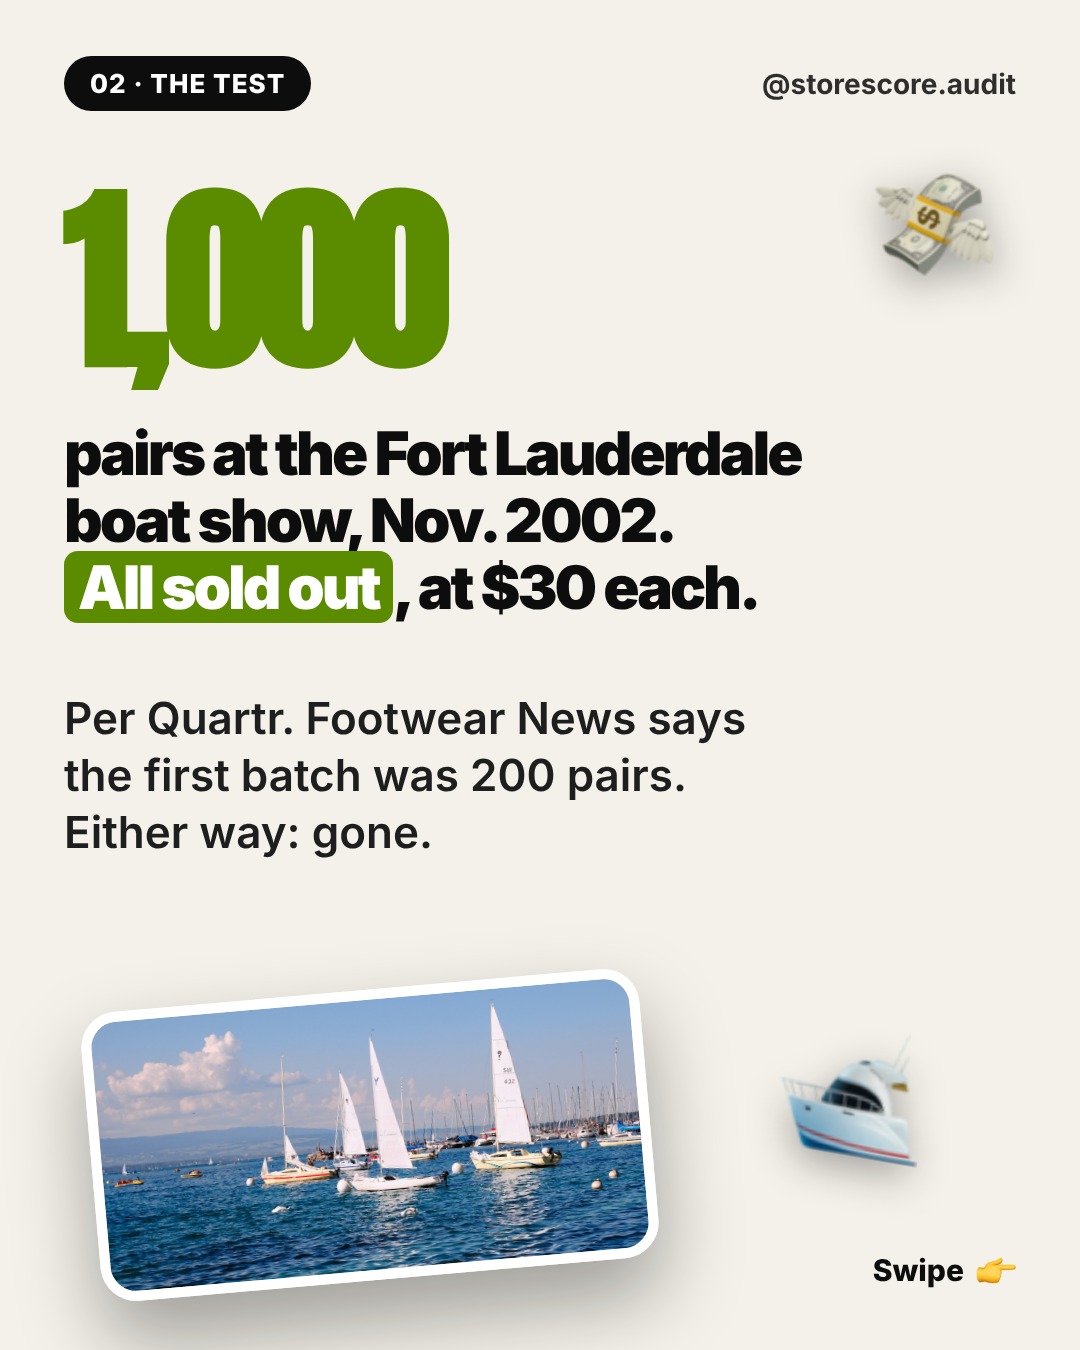 02 · THE TEST
@storescore.audit
1,000
pairs at the Fort Lauderdale
boat show, Nov. 2002.
All sold out, at $30 each.
Per Quartr. Footwear News says
the first batch was 200 pairs.
Either way: gone.
Swipe 👉